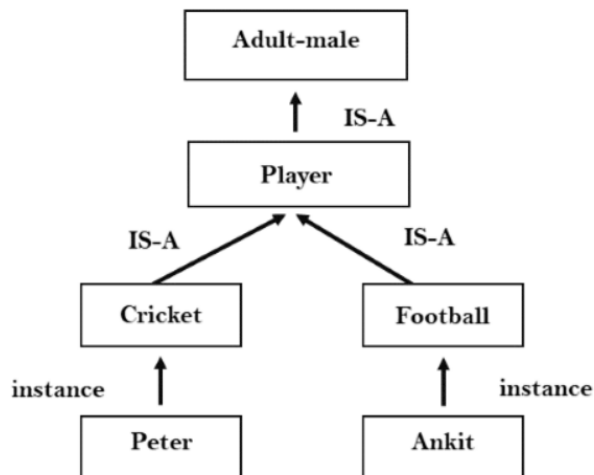 Adult-male
IS-A
Player
IS-A
IS-A
Cricket
Football
instance
instance
Peter
Ankit